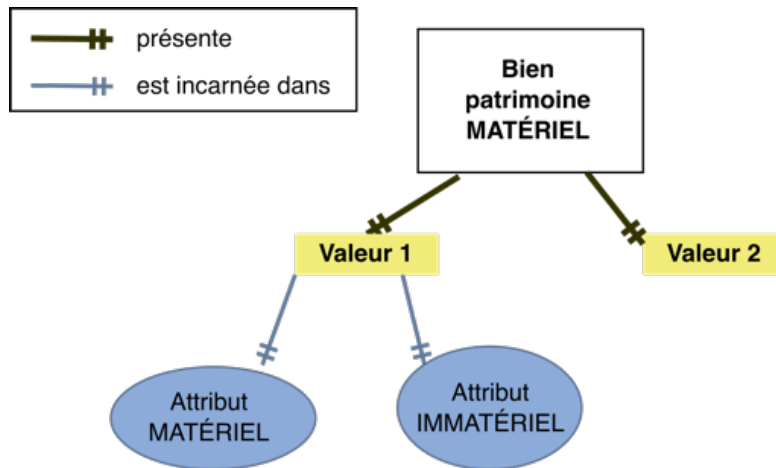 présente
est incarnée dans
Bien
patrimoine
MATÉRIEL
Valeur 1
Valeur 2
Attribut
MATÉRIEL
Attribut
IMMATÉRIEL